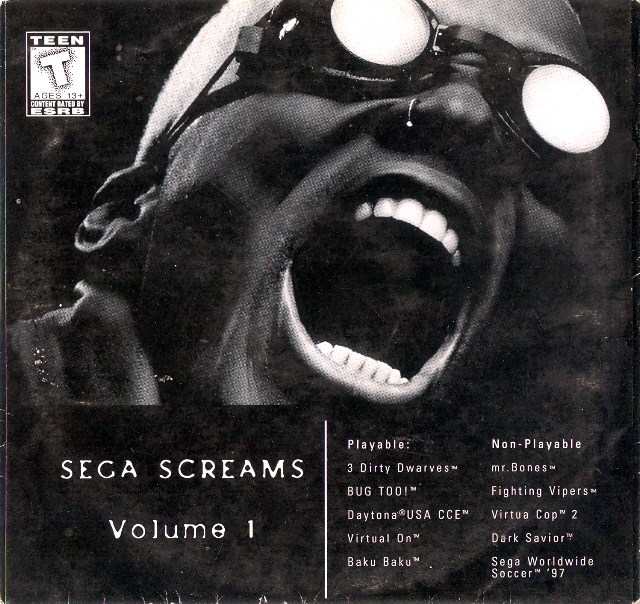 TEEN
T
AGES 13+
CONTENT RATED BY
ESRB
SEGA SCREAMS
Volume 1
Playable:
3 Dirty Dwarves™
BUG TOO!™
Daytona®USA CCE™
Virtual On™
Baku Baku™
Non-Playable
mr.Bones™
Fighting Vipers™
Virtua Cop™ 2
Dark Savior™
Sega Worldwide
Soccer™ '97